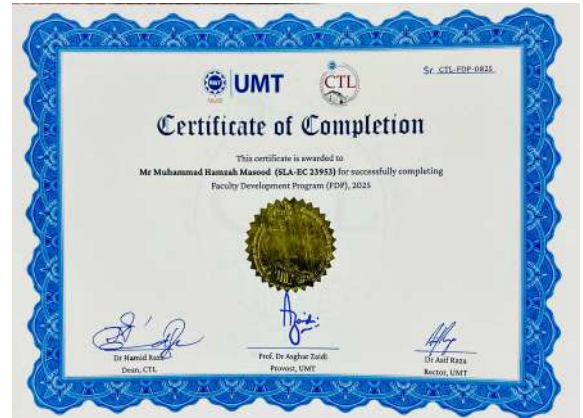 UMT
CTL
Sr. CTL-FDP-0825
Certificate of Completion
This certificate is awarded to
Mr Muhammad Hamzah Masood (SLA-EC 23953) for successfully completing
Faculty Development Program (FDP), 2025
Dr Hamid Raza
Dean, CTL
Prof. Dr Asghar Zaidi
Provost, UMT
Dr Asif Raza
Rector, UMT